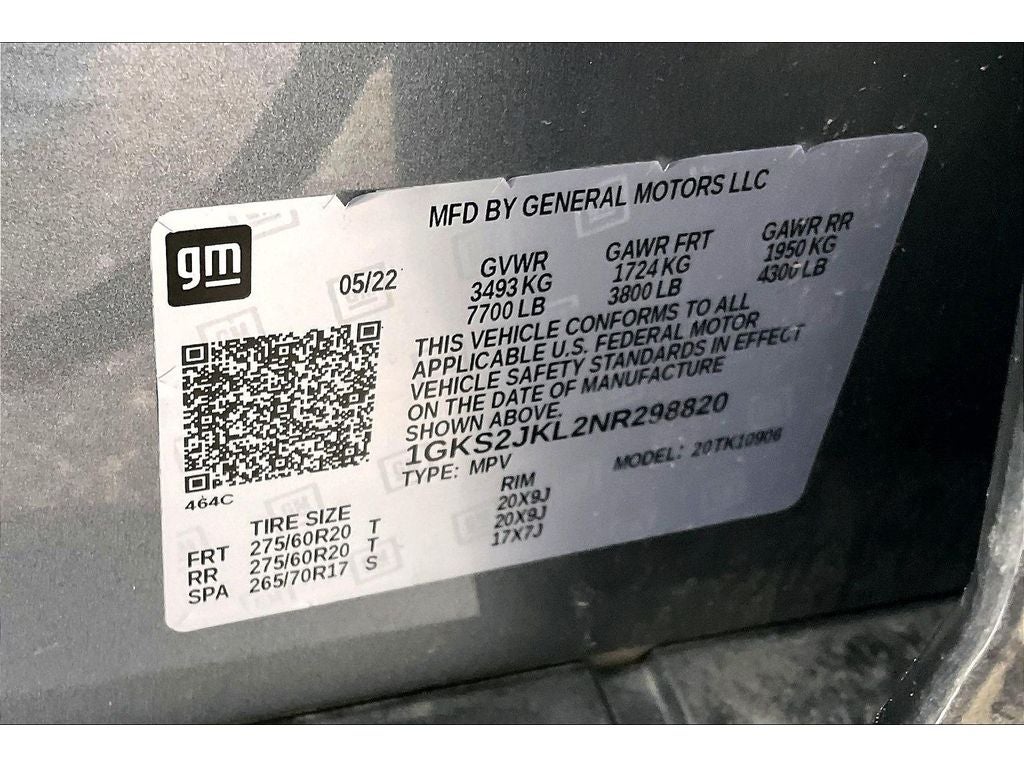 MFD BY GENERAL MOTORS LLC
gm
05/22
GVWR GAWR FRT GAWR RR
3493 KG 1724 KG 1950 KG
7700 LB 3800 LB 4300 LB
THIS VEHICLE CONFORMS TO ALL
APPLICABLE U.S. FEDERAL MOTOR
VEHICLE SAFETY STANDARDS IN EFFECT
ON THE DATE OF MANUFACTURE
SHOWN ABOVE.
1GKS2JKL2NR298820
TYPE: MPV MODEL: 20TK10906
464C
TIRE SIZE RIM
FRT 275/60R20 T 20X9J
RR 275/60R20 T 20X9J
SPA 265/70R17 S 17X7J